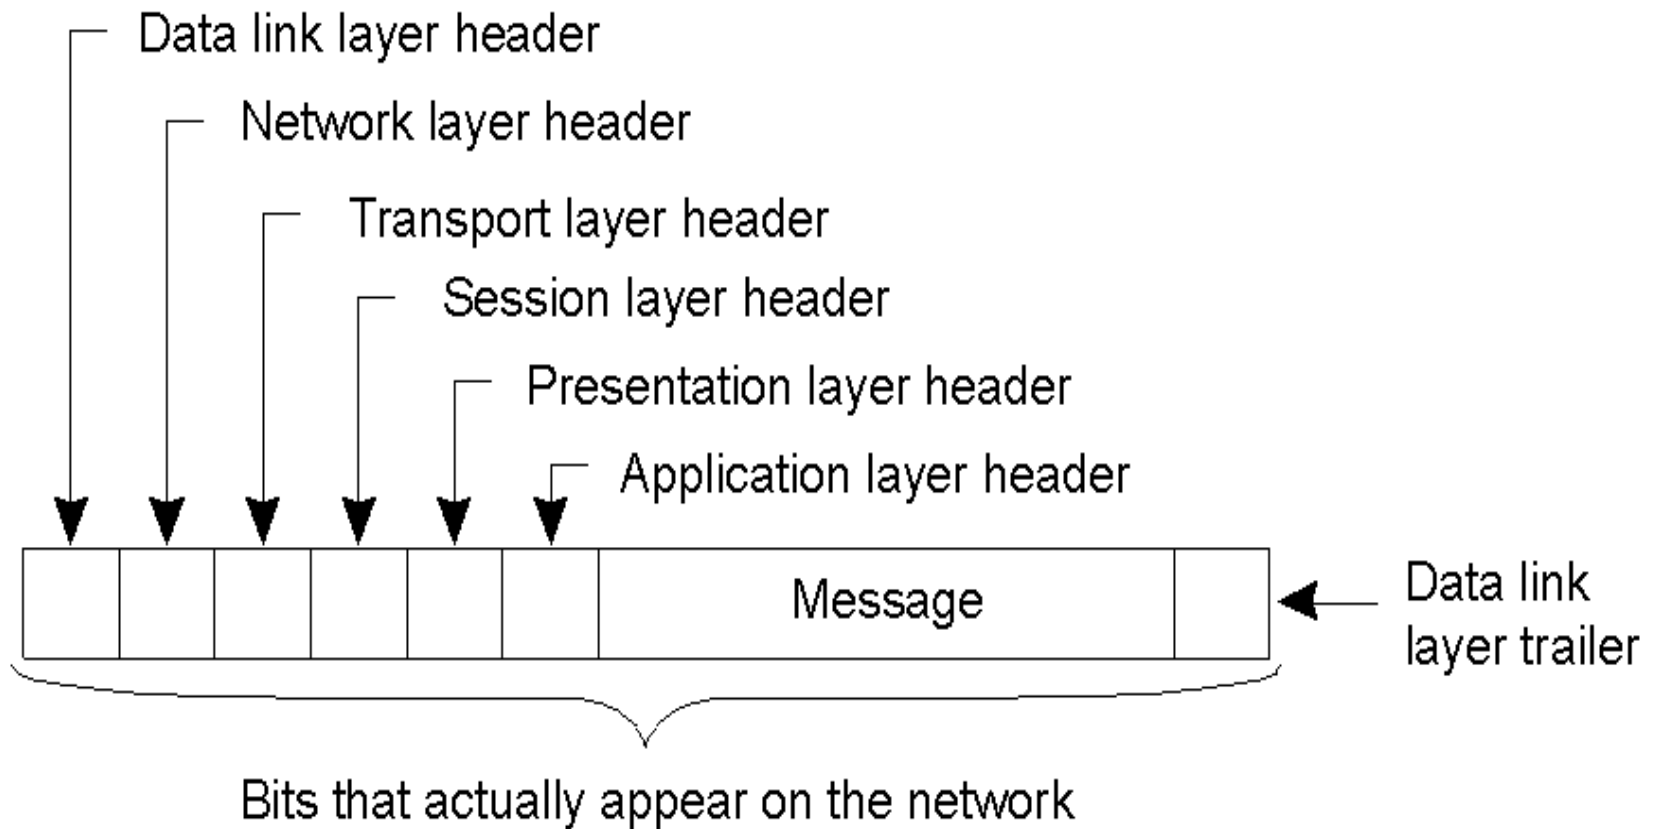 Data link layer header
Network layer header
Transport layer header
Session layer header
Presentation layer header
Application layer header
Message
Data link
layer trailer
Bits that actually appear on the network